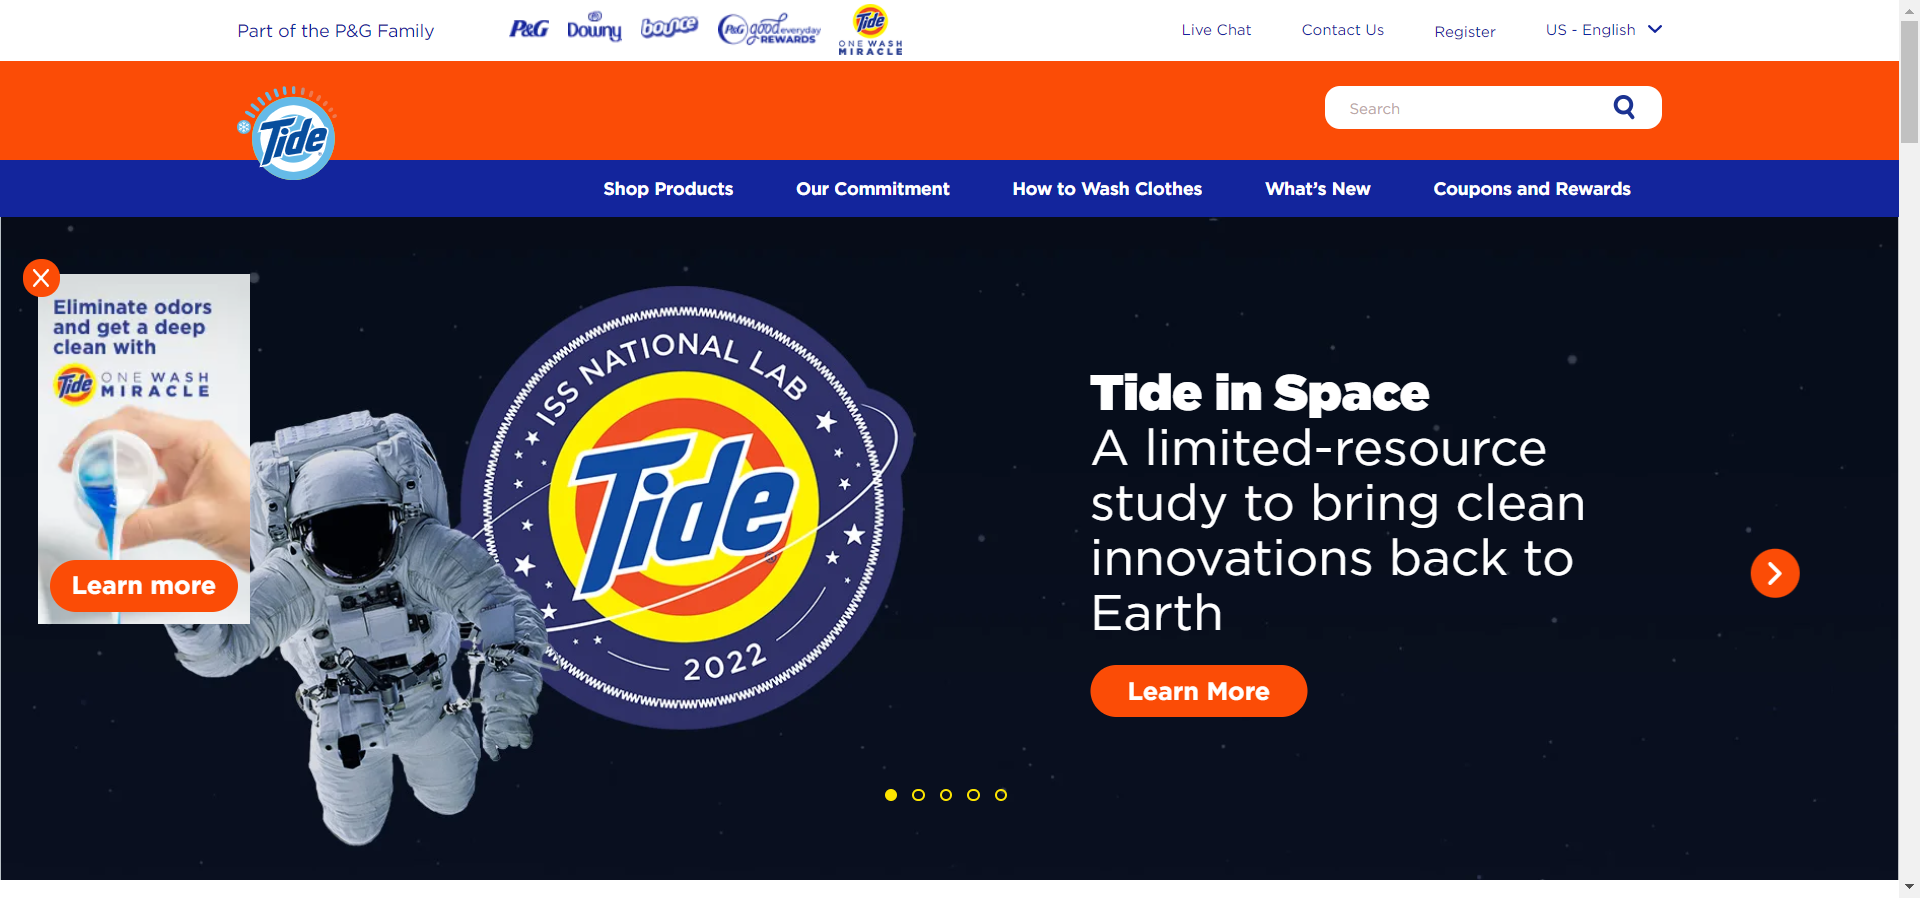 Part of the P&G Family
P&G
Downy
bounce
P&G good everyday
REWARDS
Tide
ONE WASH
MIRACLE
Live Chat
Contact Us
Register
US - English
Tide
Search
Shop Products
Our Commitment
How to Wash Clothes
What's New
Coupons and Rewards
Eliminate odors
and get a deep
clean with
Tide ONE WASH
MIRACLE
Learn more
ISS NATIONAL LAB
Tide
2022
Tide in Space
A limited-resource
study to bring clean
innovations back to
Earth
Learn More